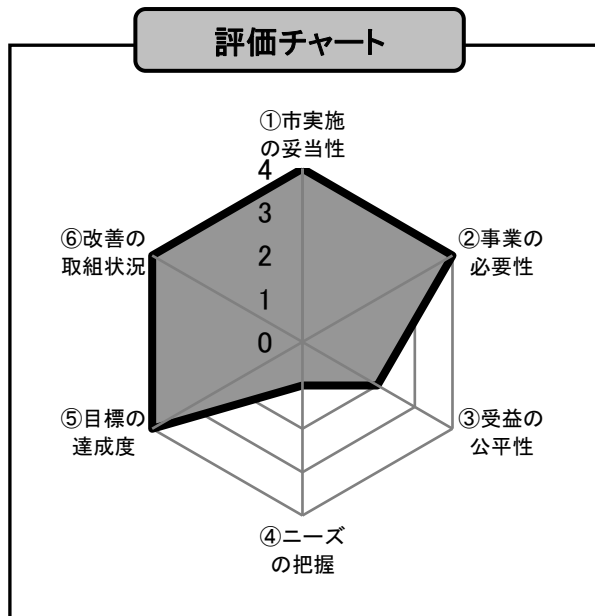 評価チャート
①市実施
の妥当性
4
3
2
1
0
②事業の
必要性
③受益の
公平性
④ニーズ
の把握
⑤目標の
達成度
⑥改善の
取組状況